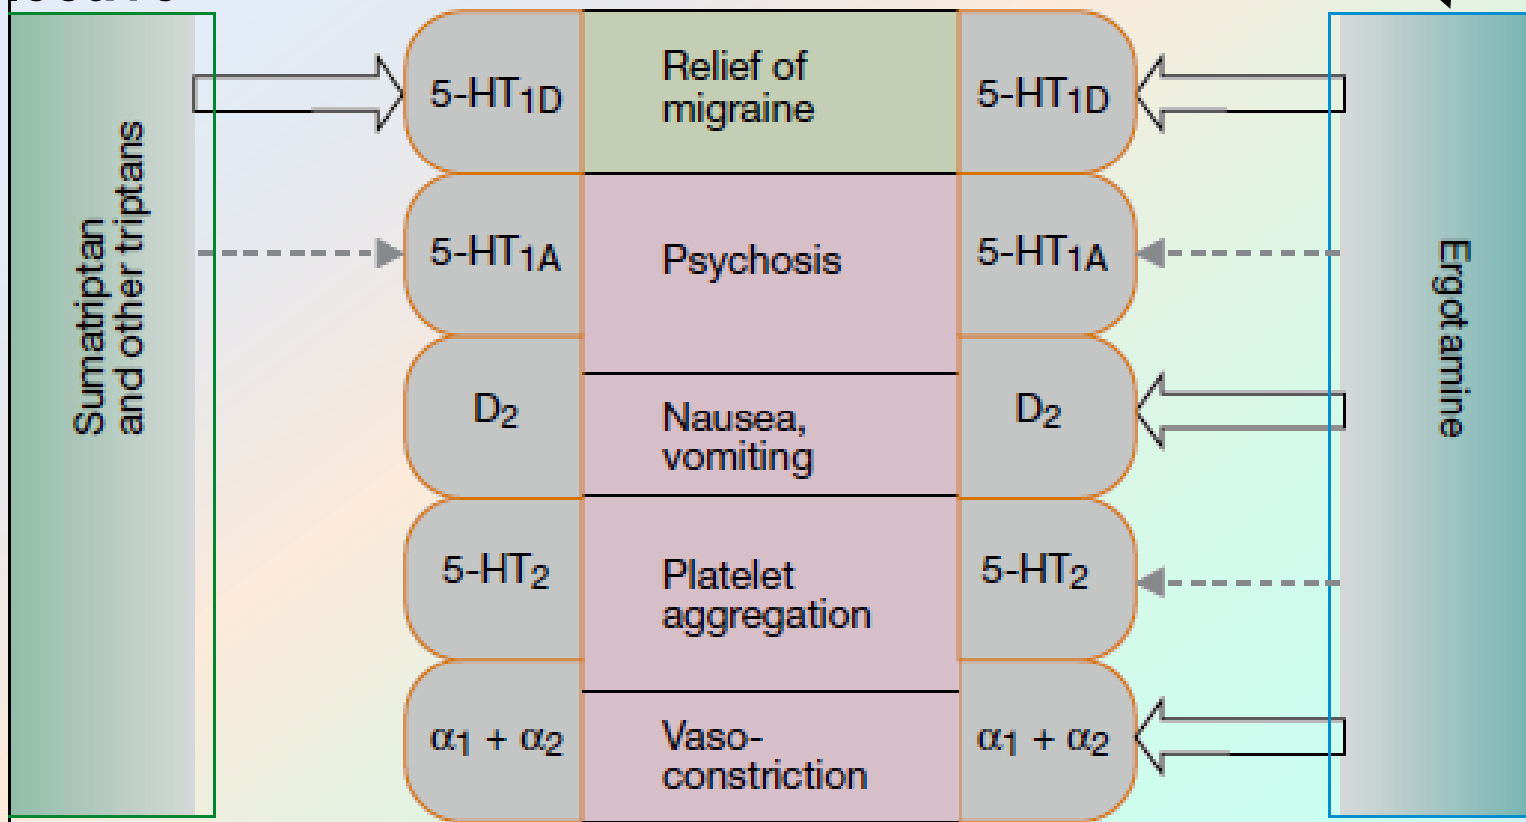 Sumatriptan
and other triptans
5-HT1D
Relief of
migraine
5-HT1D
5-HT1A
Psychosis
5-HT1A
D2
Nausea,
vomiting
D2
5-HT2
Platelet
aggregation
5-HT2
α1 + α2
Vaso-
constriction
α1 + α2
Ergotamine